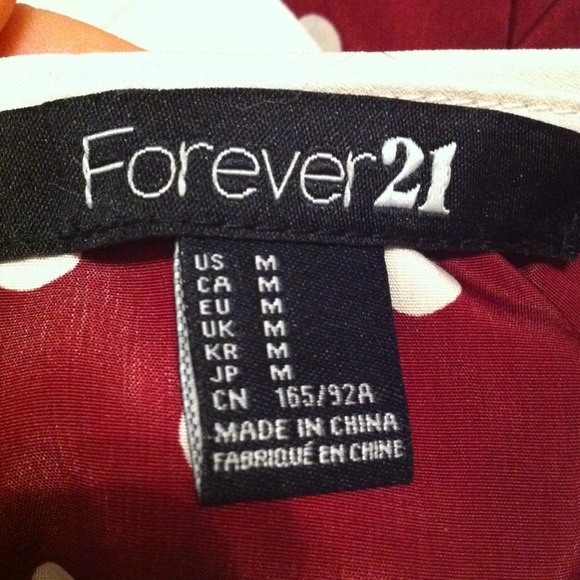 Forever21
US M
CA M
EU M
UK M
KR M
JP M
CN 165/92A
MADE IN CHINA
FABRIQUÉ EN CHINE